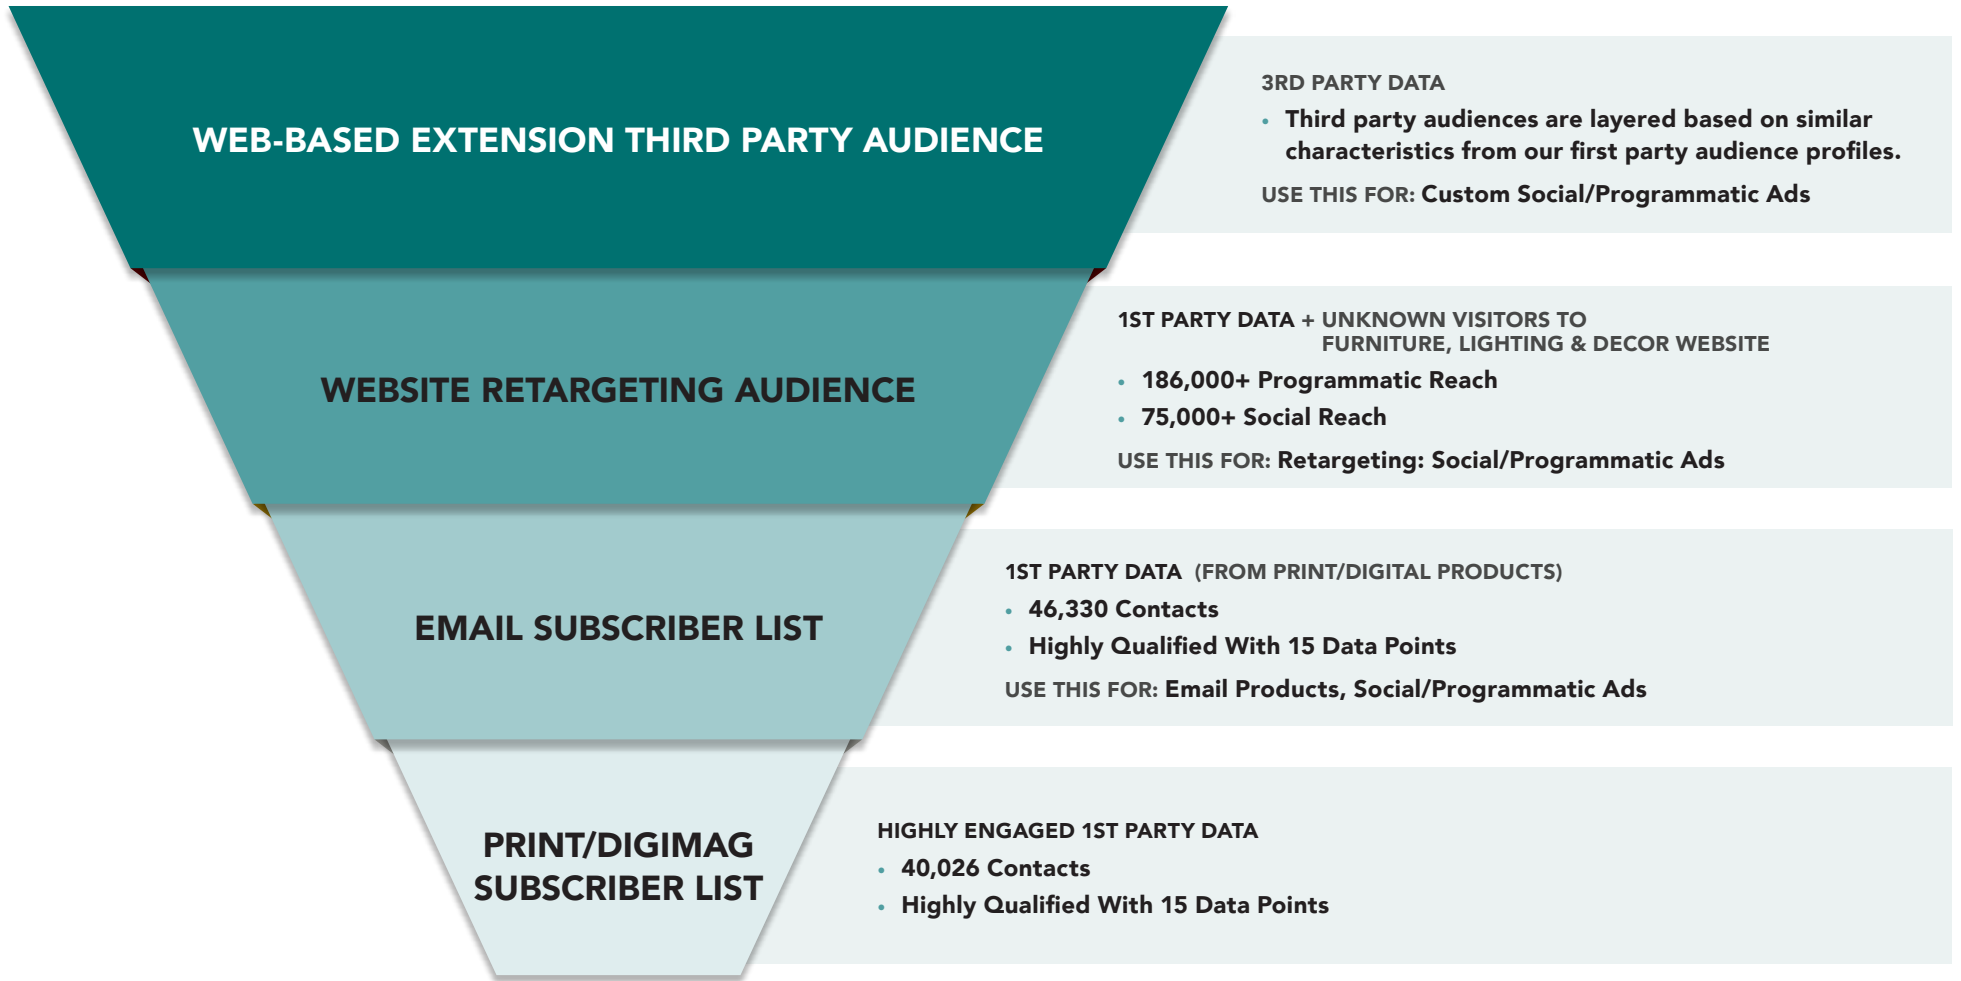 WEB-BASED EXTENSION THIRD PARTY AUDIENCE
3RD PARTY DATA
• Third party audiences are layered based on similar
characteristics from our first party audience profiles.
USE THIS FOR: Custom Social/Programmatic Ads
WEBSITE RETARGETING AUDIENCE
1ST PARTY DATA + UNKNOWN VISITORS TO
FURNITURE, LIGHTING & DECOR WEBSITE
• 186,000+ Programmatic Reach
• 75,000+ Social Reach
USE THIS FOR: Retargeting: Social/Programmatic Ads
EMAIL SUBSCRIBER LIST
1ST PARTY DATA (FROM PRINT/DIGITAL PRODUCTS)
• 46,330 Contacts
• Highly Qualified With 15 Data Points
USE THIS FOR: Email Products, Social/Programmatic Ads
PRINT/DIGIMAG
SUBSCRIBER LIST
HIGHLY ENGAGED 1ST PARTY DATA
• 40,026 Contacts
• Highly Qualified With 15 Data Points